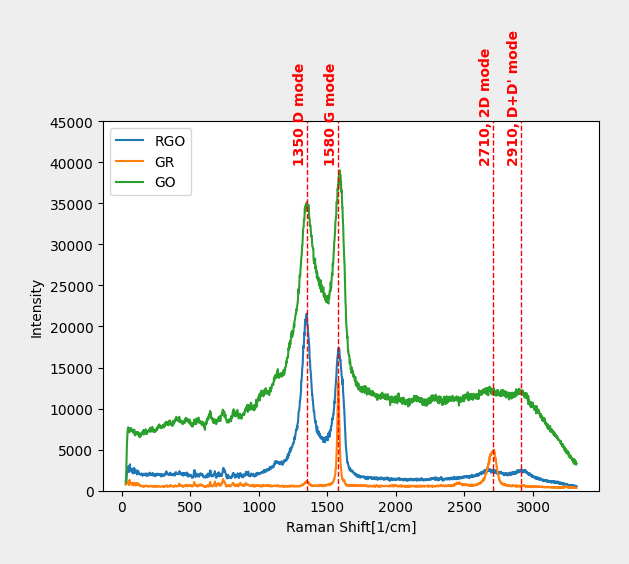 1350 D mode
1580 G mode
2710, 2D mode
2910, D+D' mode
45000
40000
35000
30000
25000
20000
15000
10000
5000
0
Intensity
RGO
GR
GO
0 500 1000 1500 2000 2500 3000
Raman Shift[1/cm]